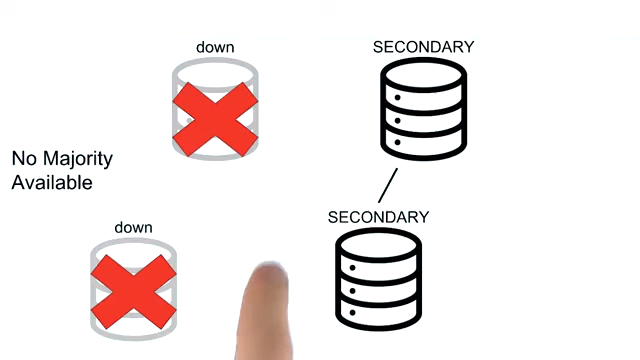 down
SECONDARY
No Majority
Available
down
SECONDARY